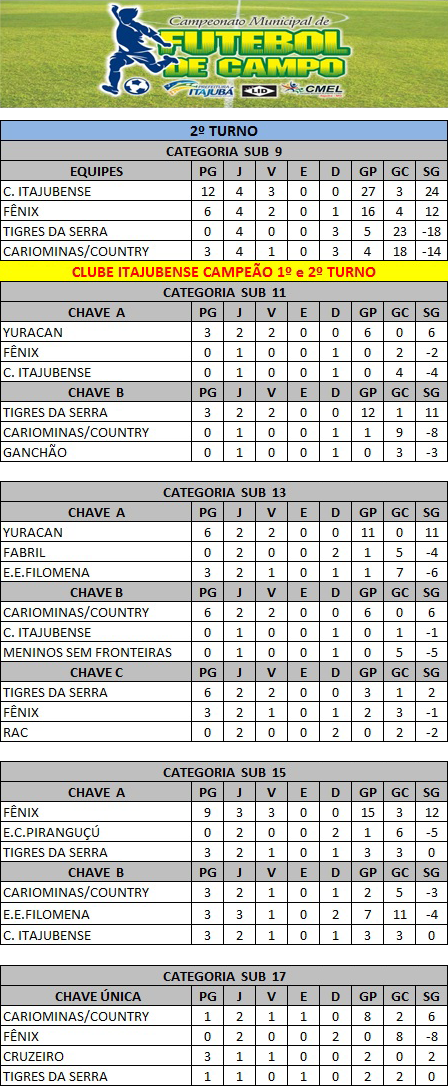 Campeonato Municipal de
FUTEBOL
DE CAMPO
PREFEITURA ITAJUBÁ LID CMEL
2º TURNO
CATEGORIA SUB 9
EQUIPES PG J V E D GP GC SG
C. ITAJUBENSE 12 4 3 0 0 27 3 24
FÊNIX 6 4 2 0 1 16 4 12
TIGRES DA SERRA 0 4 0 0 3 5 23 -18
CARIOMINAS/COUNTRY 3 4 1 0 3 4 18 -14
CLUBE ITAJUBENSE CAMPEÃO 1º e 2º TURNO
CATEGORIA SUB 11
CHAVE A PG J V E D GP GC SG
YURACAN 3 2 2 0 0 6 0 6
FÊNIX 0 1 0 0 1 0 2 -2
C. ITAJUBENSE 0 1 0 0 1 0 4 -4
CHAVE B PG J V E D GP GC SG
TIGRES DA SERRA 3 2 2 0 0 12 1 11
CARIOMINAS/COUNTRY 0 1 0 0 1 1 9 -8
GANCHÃO 0 1 0 0 1 0 3 -3
CATEGORIA SUB 13
CHAVE A PG J V E D GP GC SG
YURACAN 6 2 2 0 0 11 0 11
FABRIL 0 2 0 0 2 1 5 -4
E.E.FILOMENA 3 2 1 0 1 1 7 -6
CHAVE B PG J V E D GP GC SG
CARIOMINAS/COUNTRY 6 2 2 0 0 6 0 6
C. ITAJUBENSE 0 1 0 0 1 0 1 -1
MENINOS SEM FRONTEIRAS 0 1 0 0 1 0 5 -5
CHAVE C PG J V E D GP GC SG
TIGRES DA SERRA 6 2 2 0 0 3 1 2
FÊNIX 3 2 1 0 1 2 3 -1
RAC 0 2 0 0 2 0 2 -2
CATEGORIA SUB 15
CHAVE A PG J V E D GP GC SG
FÊNIX 9 3 3 0 0 15 3 12
E.C.PIRANGUÇÚ 0 2 0 0 2 1 6 -5
TIGRES DA SERRA 3 2 1 0 1 3 3 0
CHAVE B PG J V E D GP GC SG
CARIOMINAS/COUNTRY 3 2 1 0 1 2 5 -3
E.E.FILOMENA 3 3 1 0 2 7 11 -4
C. ITAJUBENSE 3 2 1 0 1 3 3 0
CATEGORIA SUB 17
CHAVE ÚNICA PG J V E D GP GC SG
CARIOMINAS/COUNTRY 1 2 1 1 0 8 2 6
FÊNIX 0 2 0 0 2 0 8 -8
CRUZEIRO 3 1 1 0 0 2 0 2
TIGRES DA SERRA 1 1 0 1 0 2 2 0